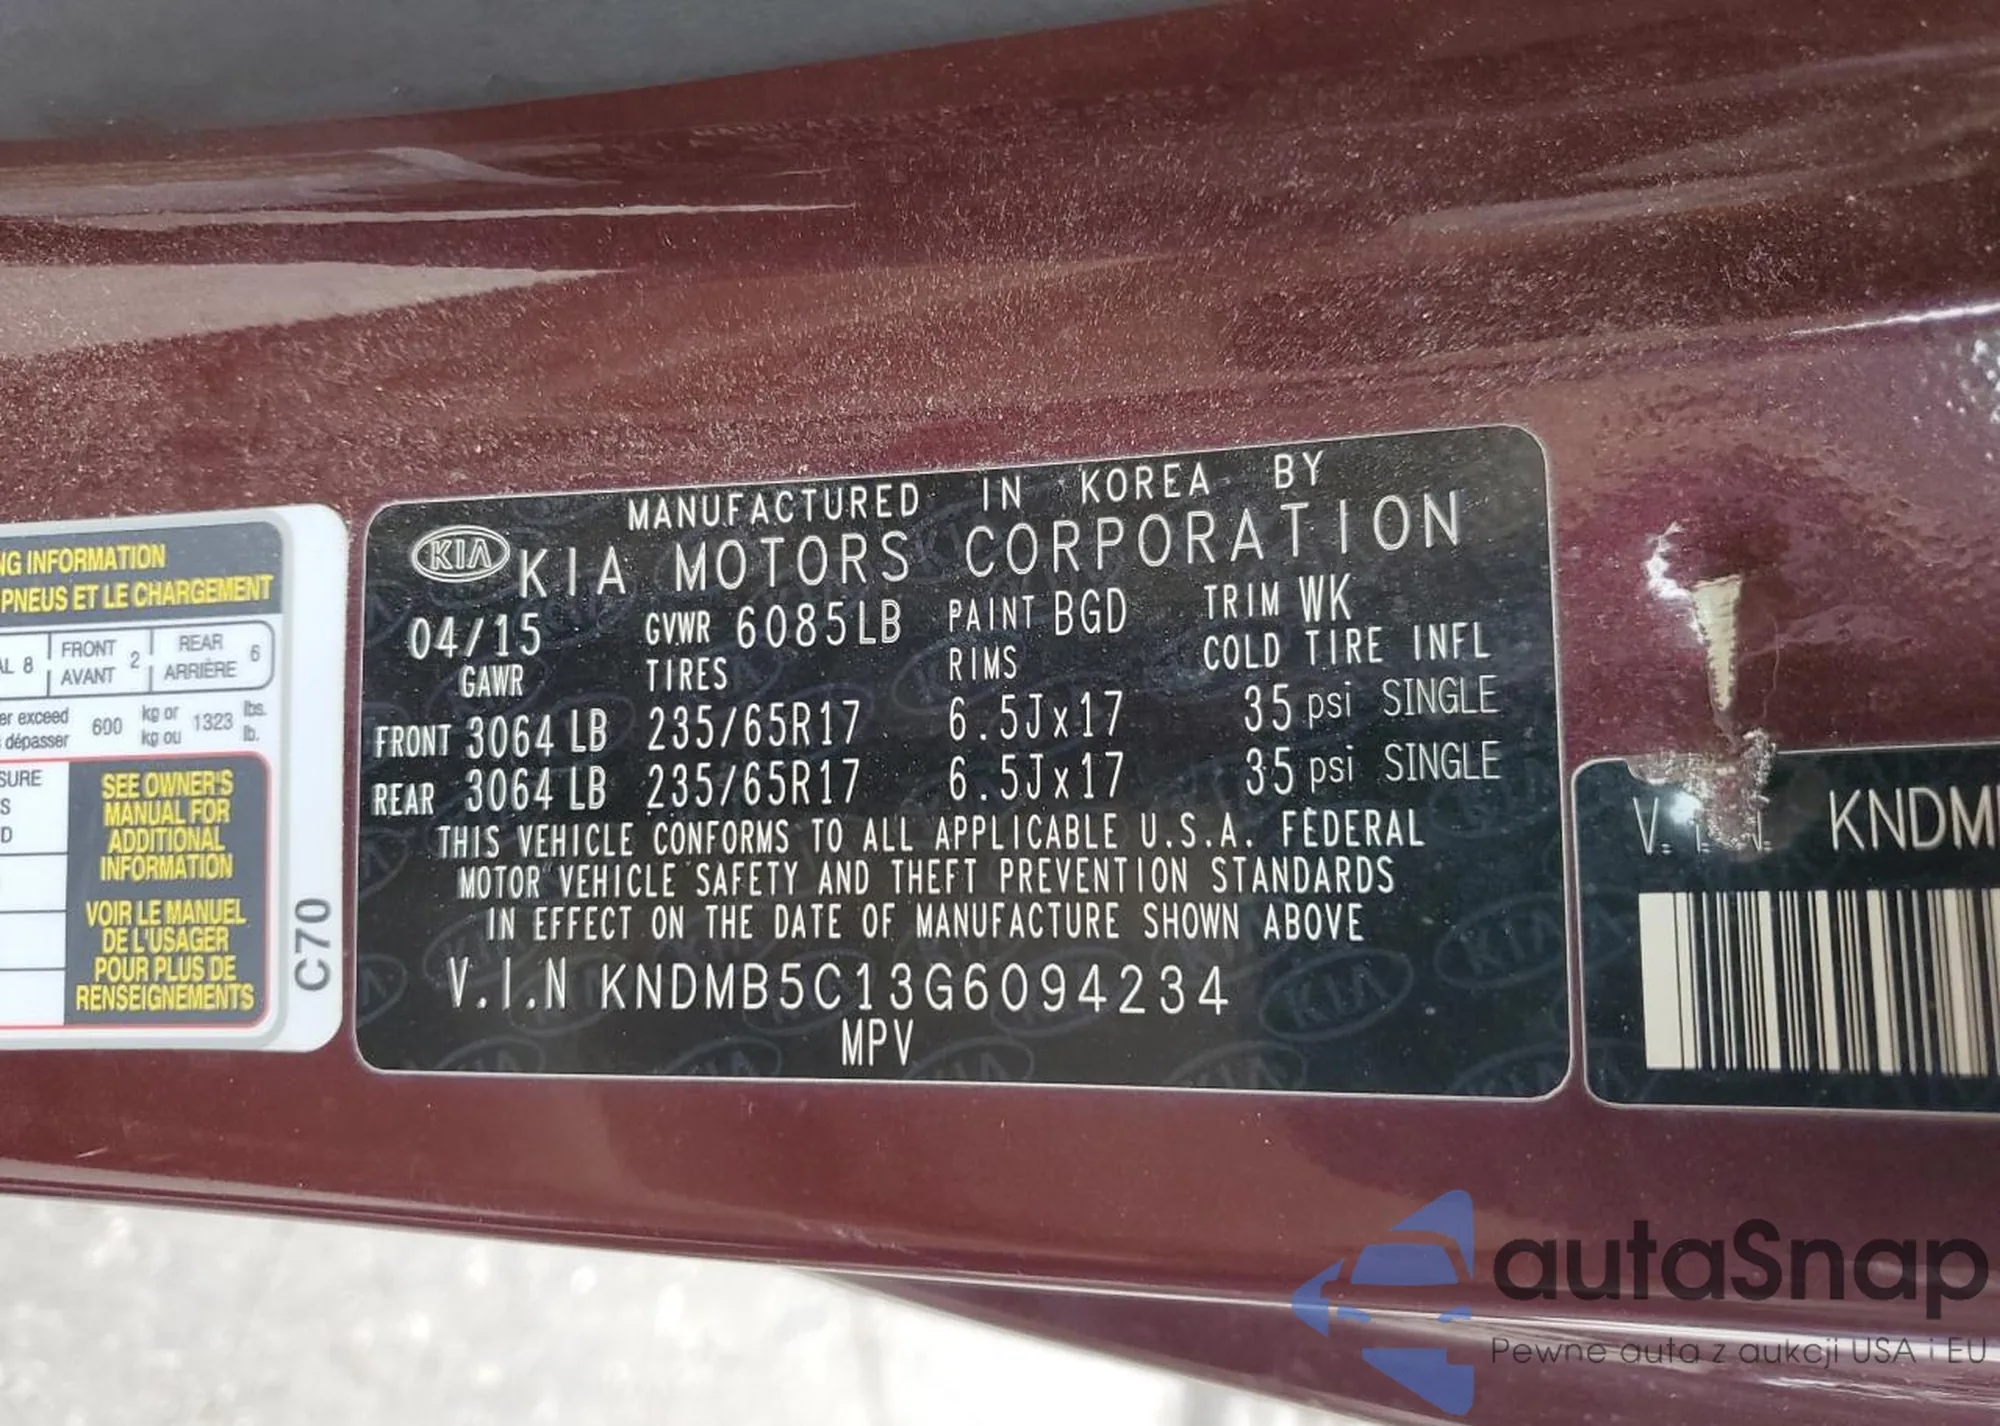 NG INFORMATION
PNEUS ET LE CHARGEMENT
AL 8 FRONT AVANT 2 REAR ARRIÈRE 6
er exceed 600 kg or 1323 lbs.
dépasser kg ou lb.
SURE
S
D
SEE OWNER'S
MANUAL FOR
ADDITIONAL
INFORMATION
VOIR LE MANUEL
DE L'USAGER
POUR PLUS DE
RENSEIGNEMENTS
C70
MANUFACTURED IN KOREA BY
KIA KIA MOTORS CORPORATION
04/15 GVWR 6085LB PAINT BGD TRIM WK
GAWR TIRES RIMS COLD TIRE INFL
FRONT 3064 LB 235/65R17 6.5Jx17 35 psi SINGLE
REAR 3064 LB 235/65R17 6.5Jx17 35 psi SINGLE
THIS VEHICLE CONFORMS TO ALL APPLICABLE U.S.A. FEDERAL
MOTOR VEHICLE SAFETY AND THEFT PREVENTION STANDARDS
IN EFFECT ON THE DATE OF MANUFACTURE SHOWN ABOVE
V.I.N KNDMB5C13G6094234
MPV
V.I.N. KNDM
autaSnap
Pewne auta z aukcji USA i EU